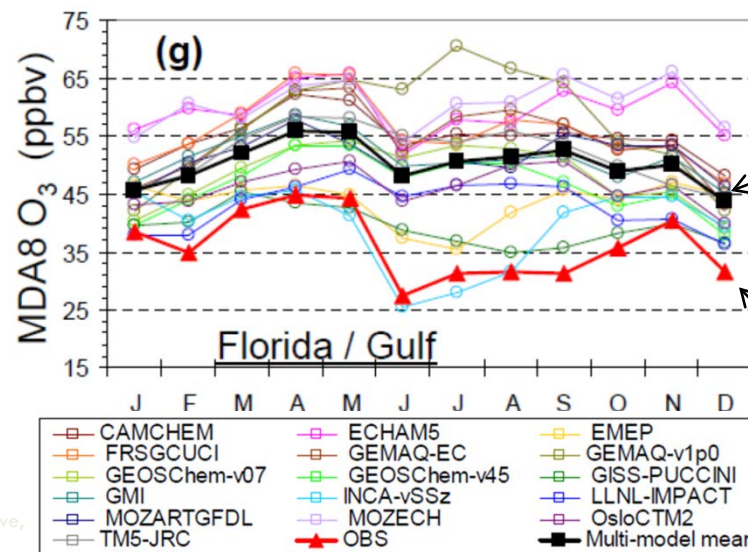 75
(g)
65
55
45
35
25
15
MDA8 O3 (ppbv)
Florida / Gulf
J F M A M J J A S O N D
CAMCHEM ECHAM5 EMEP
FRSGCUCI GEMAQ-EC GEMAQ-v1p0
GEOSChem-v07 GEOSChem-v45 GISS-PUCCINI
GMI INCA-vSSz LLNL-IMPACT
MOZARTGFDL MOZECH OsloCTM2
TM5-JRC OBS Multi-model mean
ve,